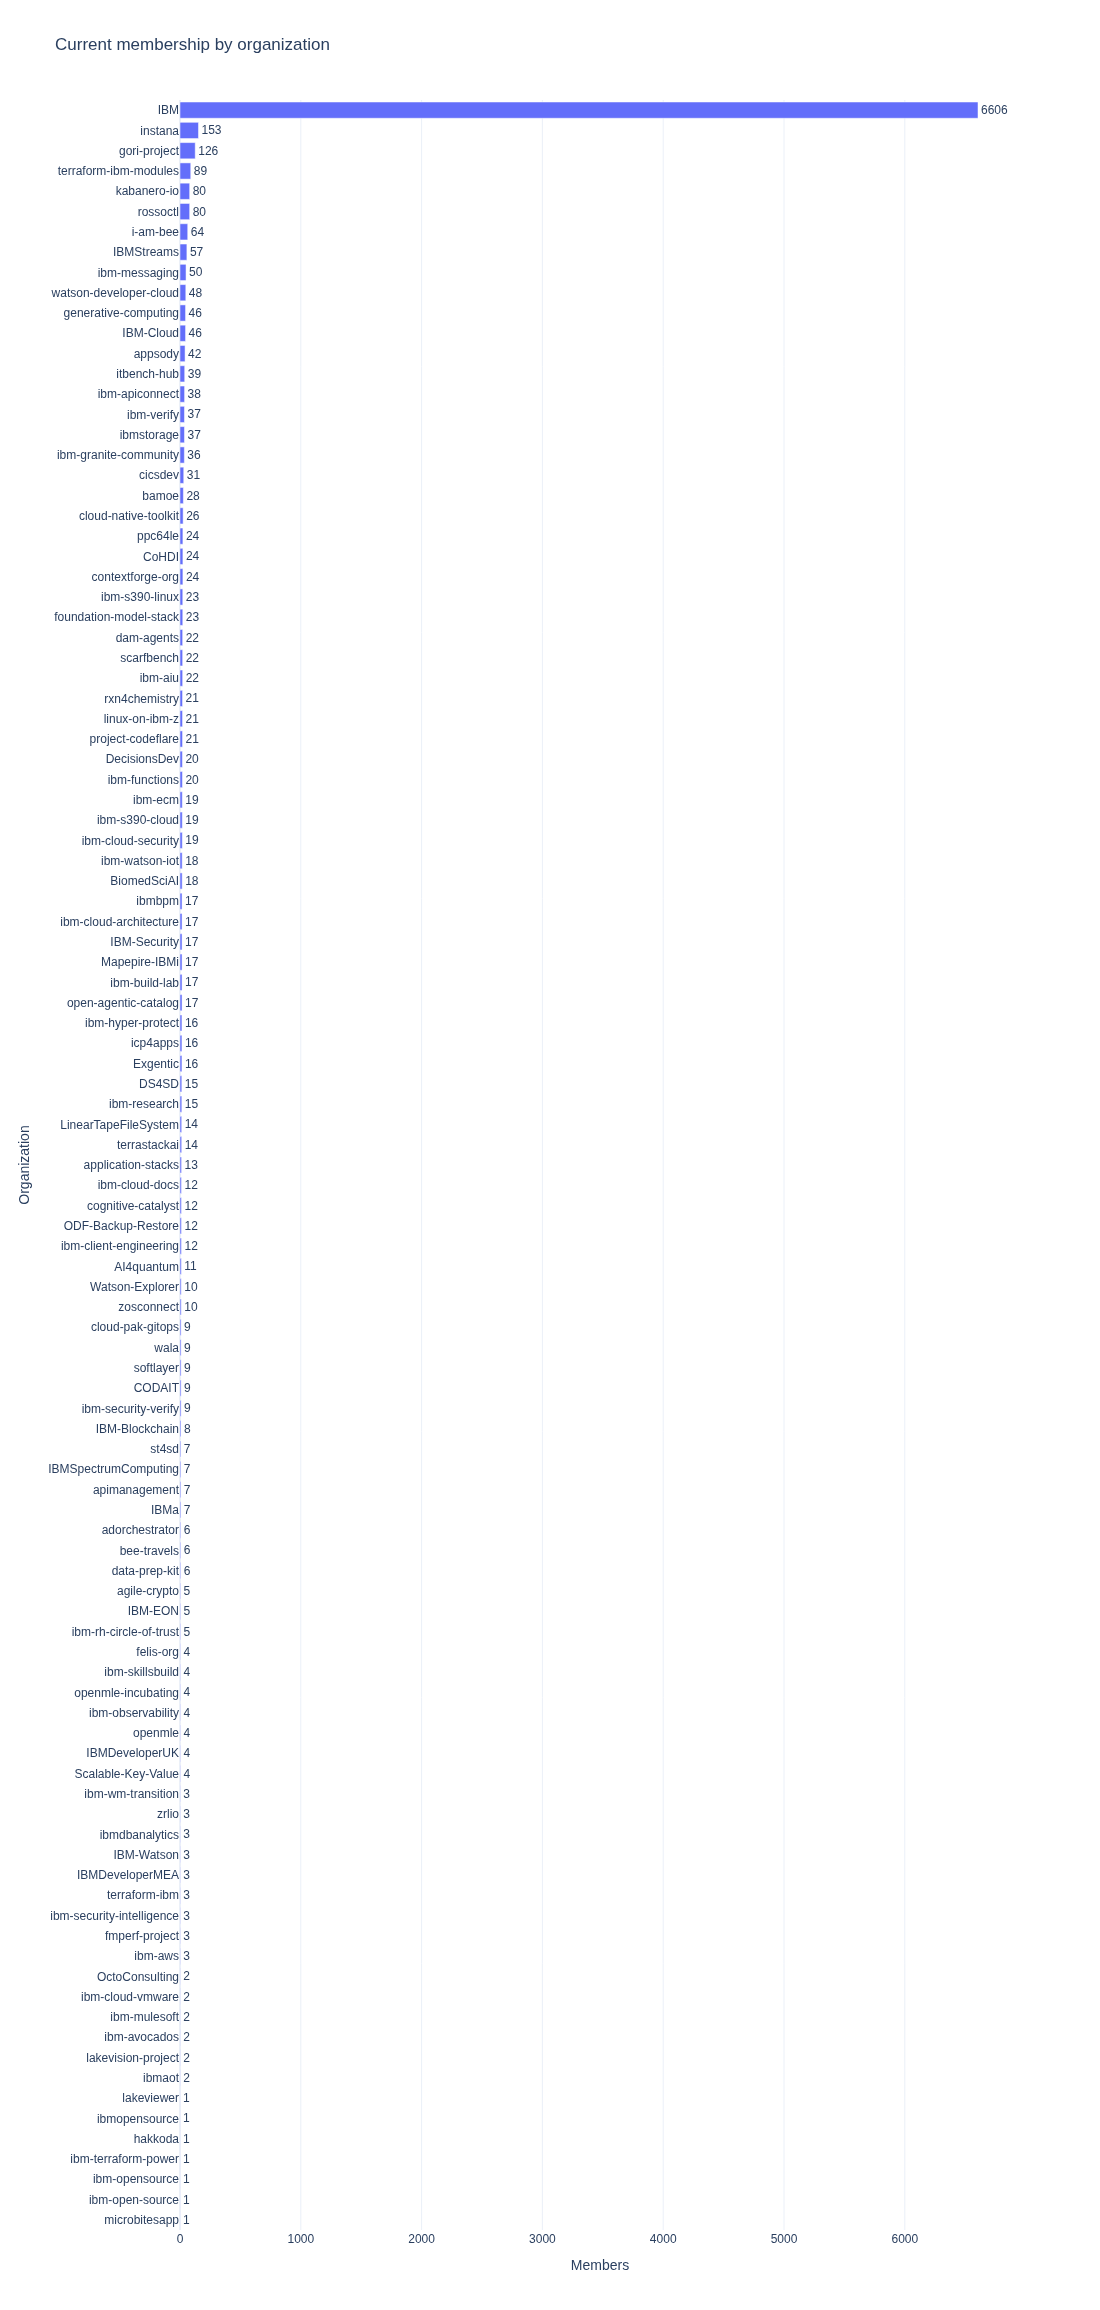 Current membership by organization
IBM 6606
instana 153
gori-project 126
terraform-ibm-modules 89
kabanero-io 80
rossoctl 80
i-am-bee 64
IBMStreams 57
ibm-messaging 50
watson-developer-cloud 48
generative-computing 46
IBM-Cloud 46
appsody 42
itbench-hub 39
ibm-apiconnect 38
ibm-verify 37
ibmstorage 37
ibm-granite-community 36
cicsdev 31
bamoe 28
cloud-native-toolkit 26
ppc64le 24
CoHDI 24
contextforge-org 24
ibm-s390-linux 23
foundation-model-stack 23
dam-agents 22
scarfbench 22
ibm-aiu 22
rxn4chemistry 21
linux-on-ibm-z 21
project-codeflare 21
DecisionsDev 20
ibm-functions 20
ibm-ecm 19
ibm-s390-cloud 19
ibm-cloud-security 19
ibm-watson-iot 18
BiomedSciAI 18
ibmbpm 17
ibm-cloud-architecture 17
IBM-Security 17
Mapepire-IBMi 17
ibm-build-lab 17
open-agentic-catalog 17
ibm-hyper-protect 16
icp4apps 16
Exgentic 16
DS4SD 15
ibm-research 15
LinearTapeFileSystem 14
terrastackai 14
application-stacks 13
ibm-cloud-docs 12
cognitive-catalyst 12
ODF-Backup-Restore 12
ibm-client-engineering 12
AI4quantum 11
Watson-Explorer 10
zosconnect 10
cloud-pak-gitops 9
wala 9
softlayer 9
CODAIT 9
ibm-security-verify 9
IBM-Blockchain 8
st4sd 7
IBMSpectrumComputing 7
apimanagement 7
IBMa 7
adorchestrator 6
bee-travels 6
data-prep-kit 6
agile-crypto 5
IBM-EON 5
ibm-rh-circle-of-trust 5
felis-org 4
ibm-skillsbuild 4
openmle-incubating 4
ibm-observability 4
openmle 4
IBMDeveloperUK 4
Scalable-Key-Value 4
ibm-wm-transition 3
zrlio 3
ibmdbanalytics 3
IBM-Watson 3
IBMDeveloperMEA 3
terraform-ibm 3
ibm-security-intelligence 3
fmperf-project 3
ibm-aws 3
OctoConsulting 2
ibm-cloud-vmware 2
ibm-mulesoft 2
ibm-avocados 2
lakevision-project 2
ibmaot 2
lakeviewer 1
ibmopensource 1
hakkoda 1
ibm-terraform-power 1
ibm-opensource 1
ibm-open-source 1
microbitesapp 1
0 1000 2000 3000 4000 5000 6000
Members
Organization